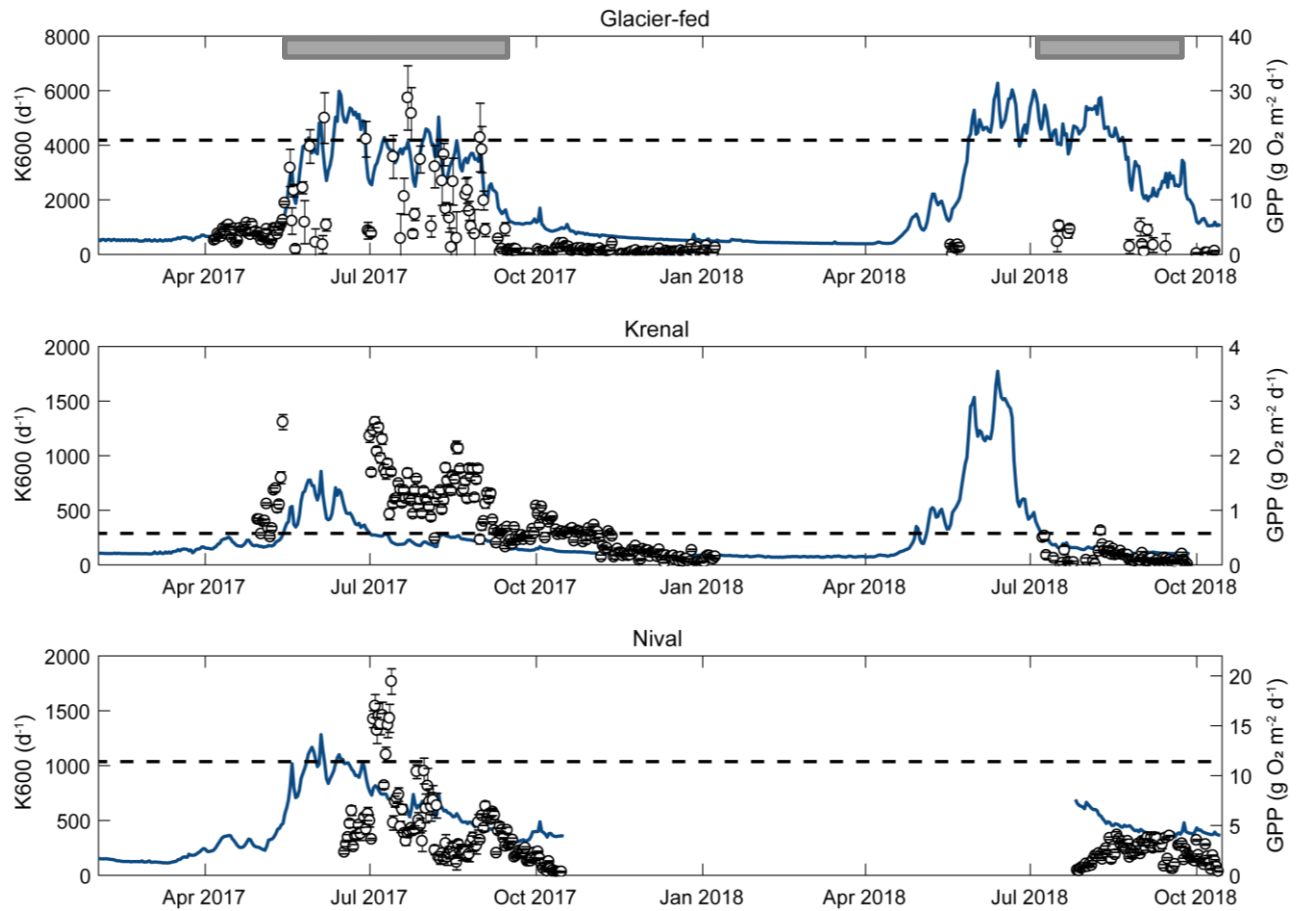 Glacier-fed
8000
6000
4000
2000
0
K600 (d⁻¹)
40
30
20
10
0
GPP (g O₂ m⁻² d⁻¹)
Apr 2017 Jul 2017 Oct 2017 Jan 2018 Apr 2018 Jul 2018 Oct 2018
Krenal
2000
1500
1000
500
0
K600 (d⁻¹)
4
3
2
1
0
GPP (g O₂ m⁻² d⁻¹)
Apr 2017 Jul 2017 Oct 2017 Jan 2018 Apr 2018 Jul 2018 Oct 2018
Nival
2000
1500
1000
500
0
K600 (d⁻¹)
20
15
10
5
0
GPP (g O₂ m⁻² d⁻¹)
Apr 2017 Jul 2017 Oct 2017 Jan 2018 Apr 2018 Jul 2018 Oct 2018